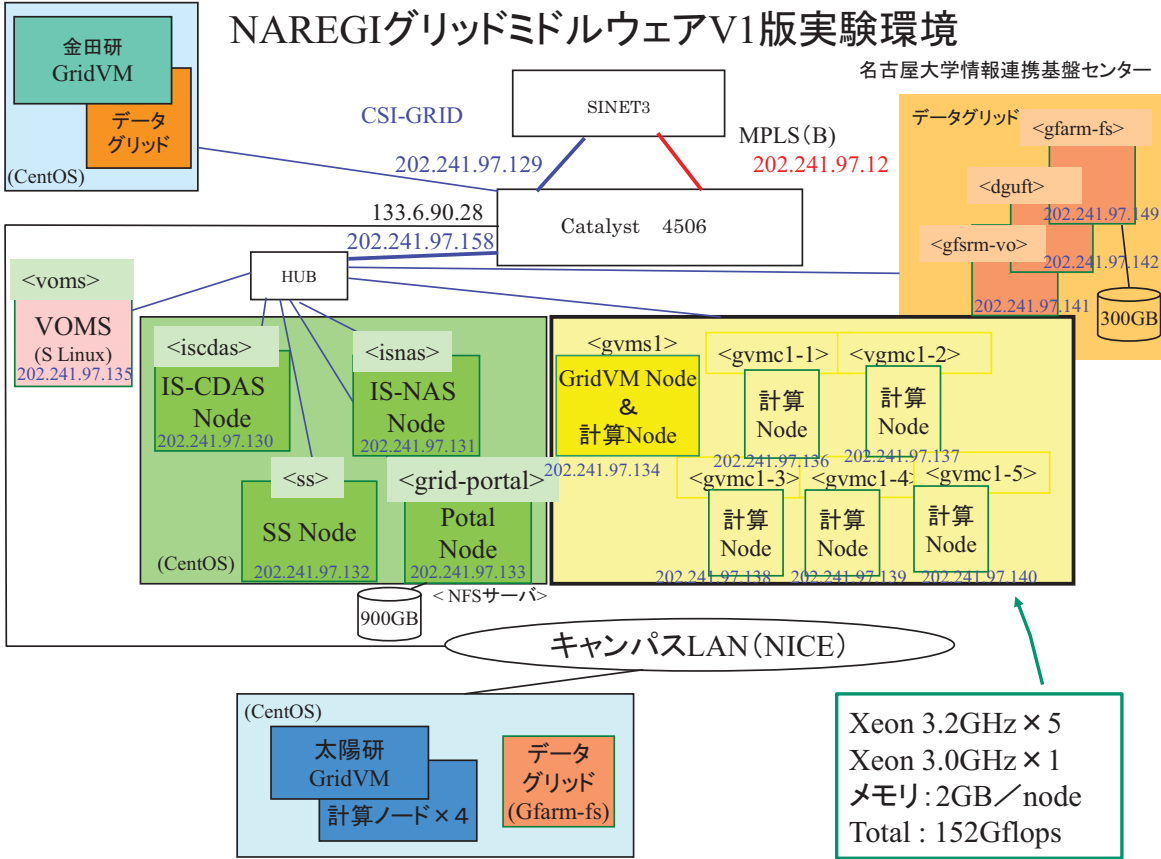 NAREGIグリッドミドルウェアV1版実験環境
名古屋大学情報連携基盤センター
金田研
GridVM
データ
グリッド
(CentOS)
CSI-GRID
SINET3
MPLS(B)
202.241.97.129
202.241.97.12
133.6.90.28
202.241.97.158
Catalyst 4506
HUB
データグリッド
<gfarm-fs>
<dguft>
202.241.97.149
<gfsrm-vo>
202.241.97.142
202.241.97.141
300GB
<voms>
VOMS
(S Linux)
202.241.97.135
<iscdas>
IS-CDAS
Node
202.241.97.130
<isnas>
IS-NAS
Node
202.241.97.131
<ss>
SS Node
202.241.97.132
<grid-portal>
Potal
Node
202.241.97.133
(CentOS)
< NFSサーバ>
900GB
<gvms1>
GridVM Node
&
計算Node
202.241.97.134
<gvmc1-1>
計算
Node
202.241.97.136
<vgmc1-2>
計算
Node
202.241.97.137
<gvmc1-3>
計算
Node
202.241.97.138
<gvmc1-4>
計算
Node
202.241.97.139
<gvmc1-5>
計算
Node
202.241.97.140
キャンパスLAN(NICE)
(CentOS)
太陽研
GridVM
計算ノード×4
データ
グリッド
(Gfarm-fs)
Xeon 3.2GHz×5
Xeon 3.0GHz×1
メモリ:2GB／node
Total : 152Gflops